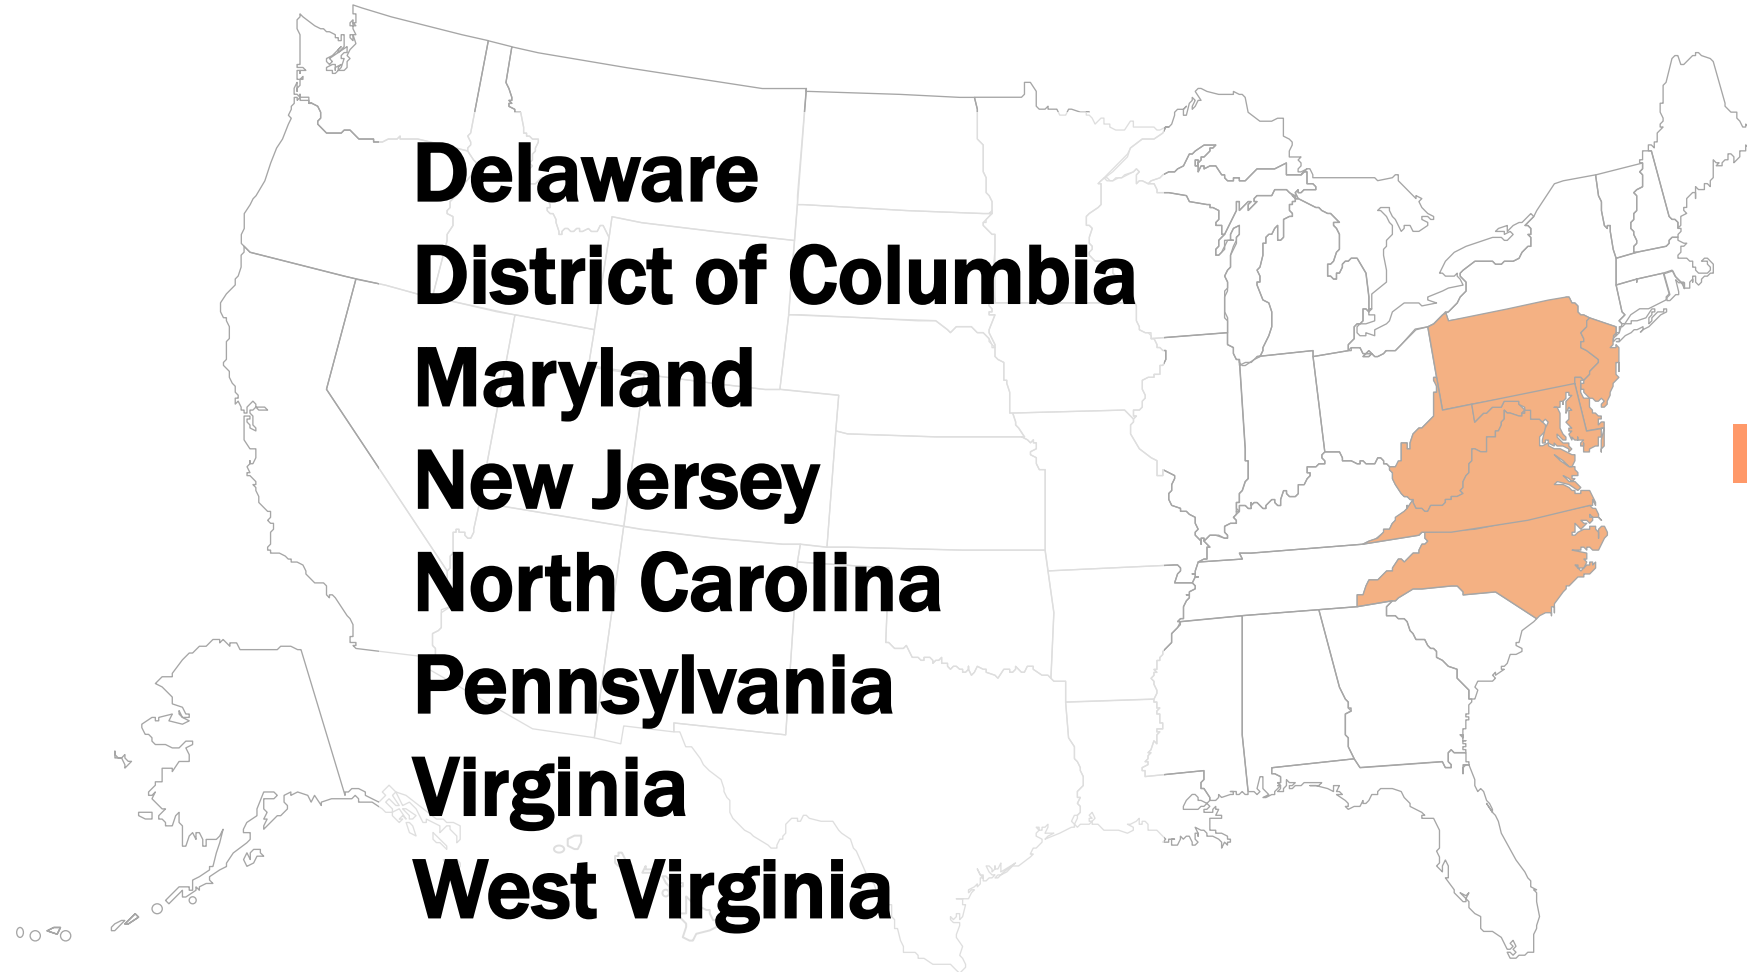 Delaware
District of Columbia
Maryland
New Jersey
North Carolina
Pennsylvania
Virginia
West Virginia